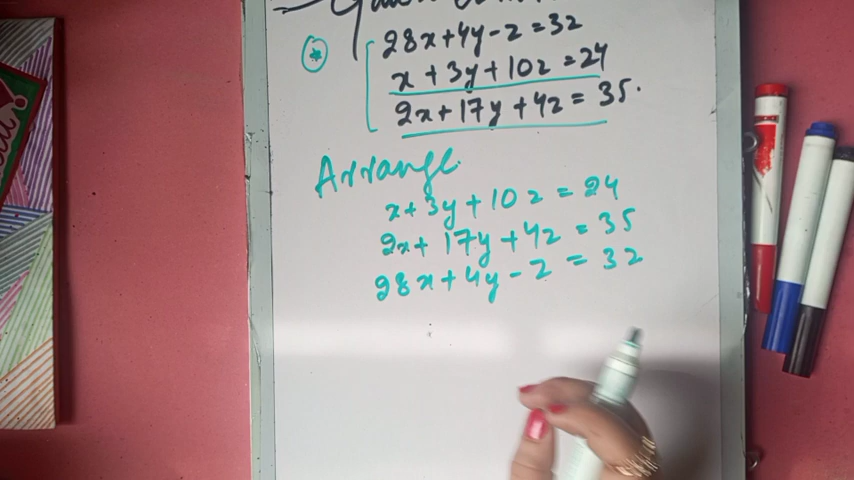 28x+4y-z=32
x+3y+10z=24
2x+17y+4z=35.
Arrange
x+3y+10z=24
2x+17y+4z=35
28x+4y-z=32